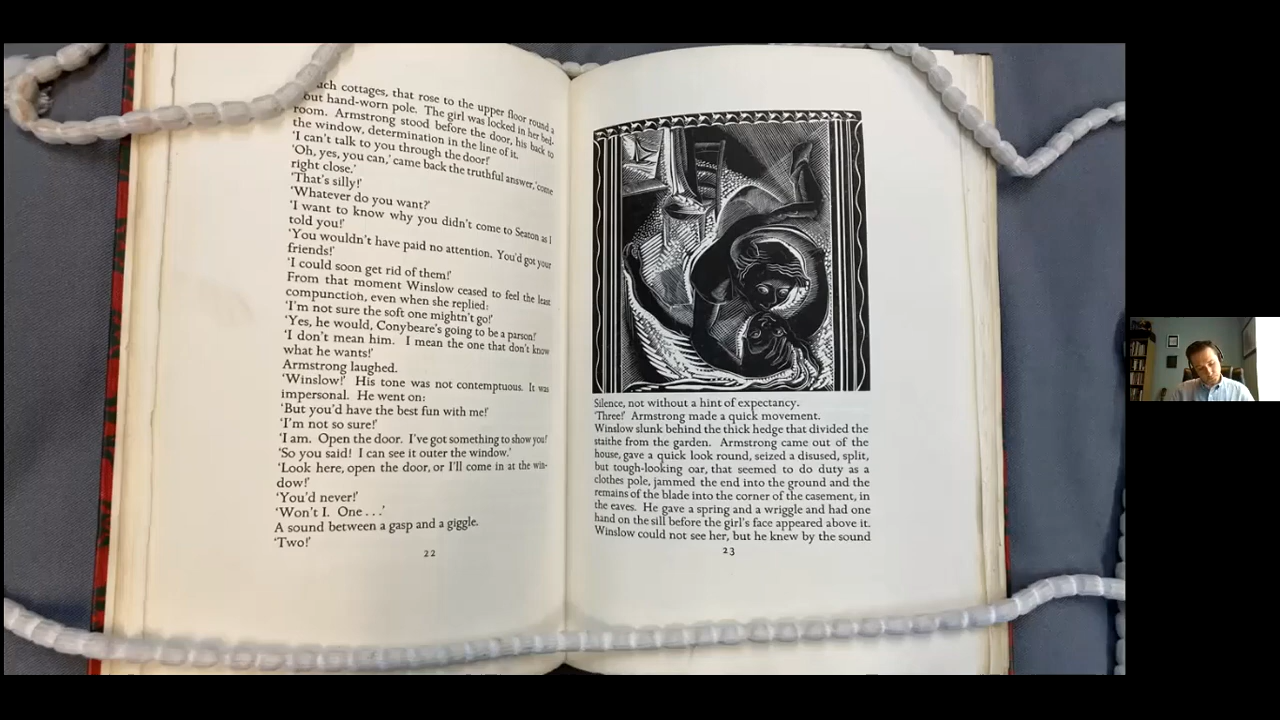 ach cottages, that rose to the upper floor round a
out hand-worn pole. The girl was locked in her bed-
room. Armstrong stood before the door, his back to
the window, determination in the line of it.
'I can't talk to you through the door!'
'Oh, yes, you can,' came back the truthful answer, 'come
right close.'
'That's silly!'
'Whatever do you want?'
'I want to know why you didn't come to Seaton as I
told you!'
'You wouldn't have paid no attention. You'd got your
friends!'
'I could soon get rid of them!'
From that moment Winslow ceased to feel the least
compunction, even when she replied:
'I'm not sure the soft one mightn't go!'
'Yes, he would, Conybeare's going to be a parson!'
'I don't mean him. I mean the one that don't know
what he wants!'
Armstrong laughed.
'Winslow!' His tone was not contemptuous. It was
impersonal. He went on:
'But you'd have the best fun with me!'
'I'm not so sure!'
'I am. Open the door. I've got something to show you!'
'So you said! I can see it outer the window.'
'Look here, open the door, or I'll come in at the win-
dow!'
'You'd never!'
'Won't I. One . . .'
A sound between a gasp and a giggle.
'Two!'
22
Silence, not without a hint of expectancy.
'Three!' Armstrong made a quick movement.
Winslow slunk behind the thick hedge that divided the
staithe from the garden. Armstrong came out of the
house, gave a quick look round, seized a disused, split,
but tough-looking oar, that seemed to do duty as a
clothes pole, jammed the end into the ground and the
remains of the blade into the corner of the casement, in
the eaves. He gave a spring and a wriggle and had one
hand on the sill before the girl's face appeared above it.
Winslow could not see her, but he knew by the sound
23